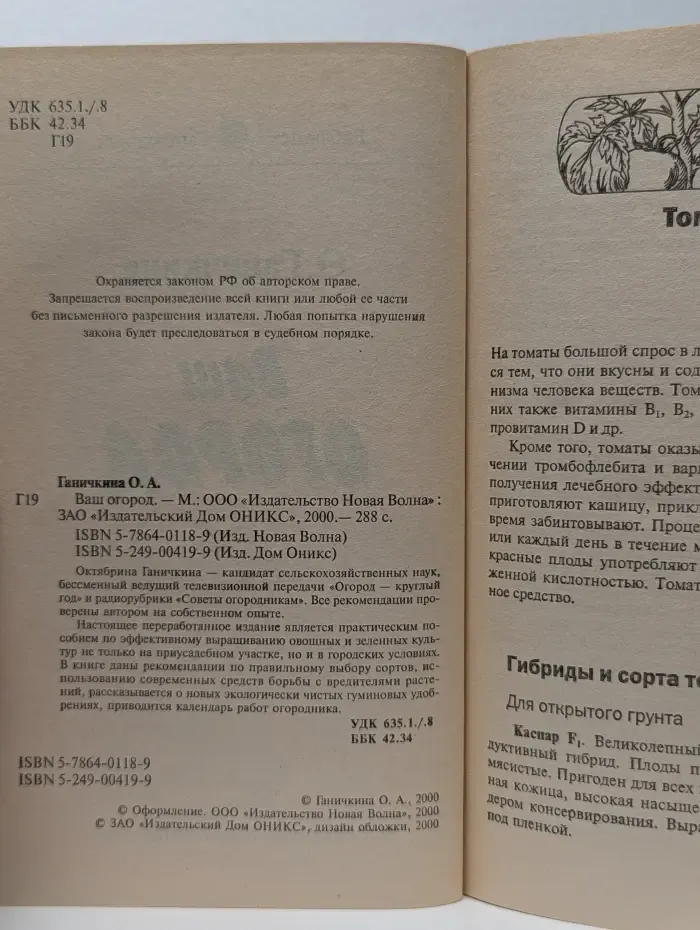 УДК 635.1./.8
ББК 42.34
Г19
Охраняется законом РФ об авторском праве.
Запрещается воспроизведение всей книги или любой ее части
без письменного разрешения издателя. Любая попытка нарушения
закона будет преследоваться в судебном порядке.
Ганичкина О. А.
Г19 Ваш огород. — М.: ООО «Издательство Новая Волна» :
ЗАО «Издательский Дом ОНИКС», 2000.— 288 с.
ISBN 5-7864-0118-9 (Изд. Новая Волна)
ISBN 5-249-00419-9 (Изд. Дом Оникс)
Октябрина Ганичкина — кандидат сельскохозяйственных наук,
бессменный ведущий телевизионной передачи «Огород — круглый
год» и радиорубрики «Советы огородникам». Все рекомендации про-
верены автором на собственном опыте.
Настоящее переработанное издание является практическим по-
собием по эффективному выращиванию овощных и зеленных куль-
тур не только на приусадебном участке, но и в городских условиях.
В книге даны рекомендации по правильному выбору сортов, ис-
пользованию современных средств борьбы с вредителями расте-
ний, рассказывается о новых экологически чистых гуминовых удоб-
рениях, приводится календарь работ огородника.
УДК 635.1./.8
ББК 42.34
ISBN 5-7864-0118-9
ISBN 5-249-00419-9
© Ганичкина О. А., 2000
© Оформление. ООО «Издательство Новая Волна», 2000
© ЗАО «Издательский Дом ОНИКС», дизайн обложки, 2000
Том
На томаты большой спрос в л
ся тем, что они вкусны и сод
низма человека веществ. Том
них также витамины B₁, B₂,
провитамин D и др.
Кроме того, томаты оказы
чении тромбофлебита и вари
получения лечебного эффект
приготовляют кашицу, прикл
время забинтовывают. Проце
или каждый день в течение м
красные плоды употребляют
женной кислотностью. Томат
ное средство.
Гибриды и сорта то
Для открытого грунта
Каспар F₁. Великолепный
дуктивный гибрид. Плоды п
мясистые. Пригоден для всех
ная кожица, высокая насыще
дером консервирования. Выра
под пленкой.